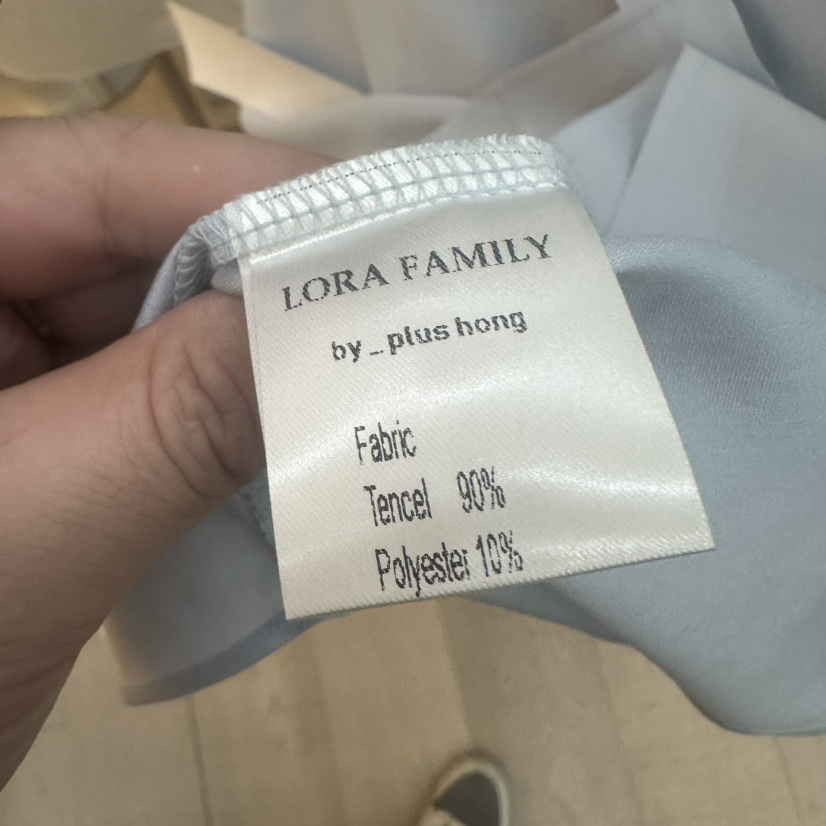 LORA FAMILY
by_plus hong
Fabric
Tencel 90%
Polyester 10%